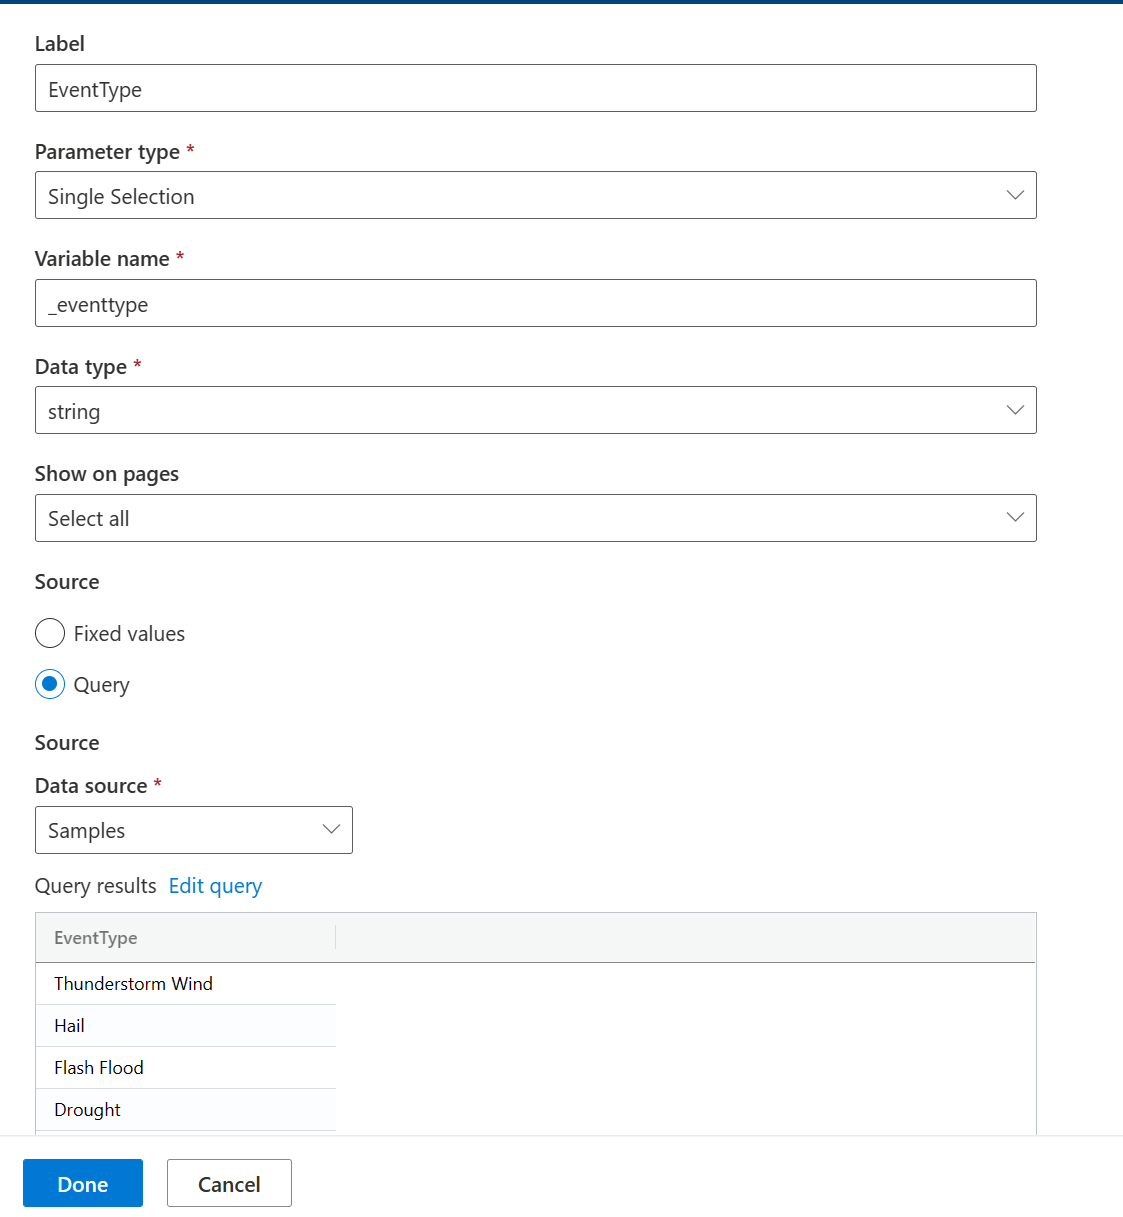 Label
EventType
Parameter type *
Single Selection
Variable name *
_eventtype
Data type *
string
Show on pages
Select all
Source
Fixed values
Query
Source
Data source *
Samples
Query results Edit query
EventType
Thunderstorm Wind
Hail
Flash Flood
Drought
Done Cancel